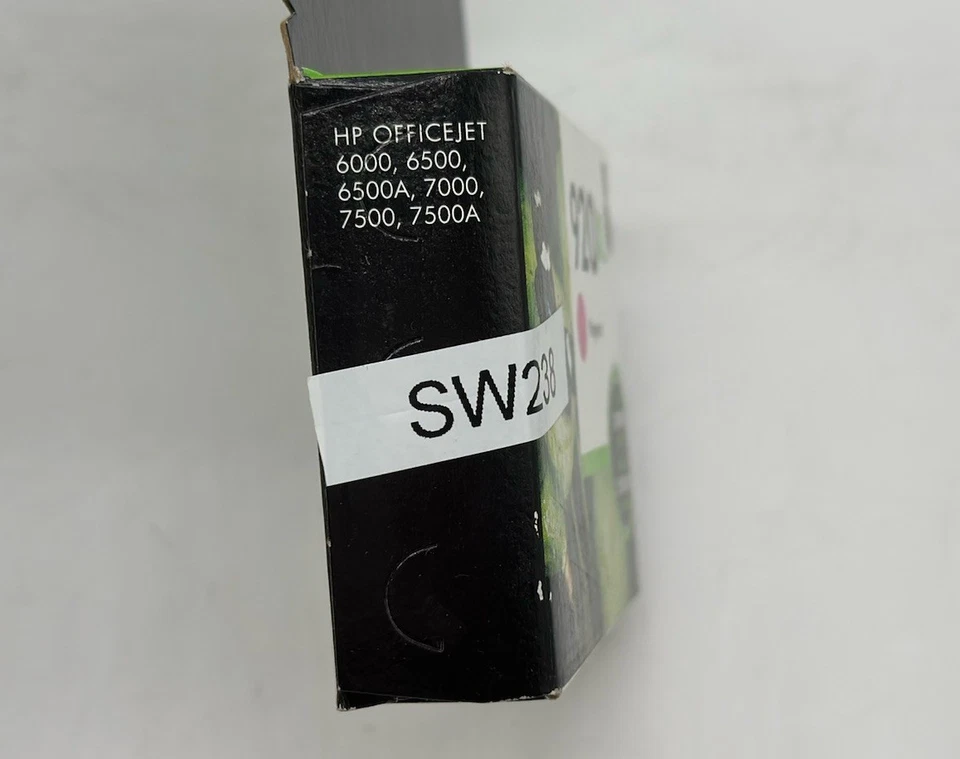 HP OFFICEJET
6000, 6500,
6500A, 7000,
7500, 7500A
920
SW238